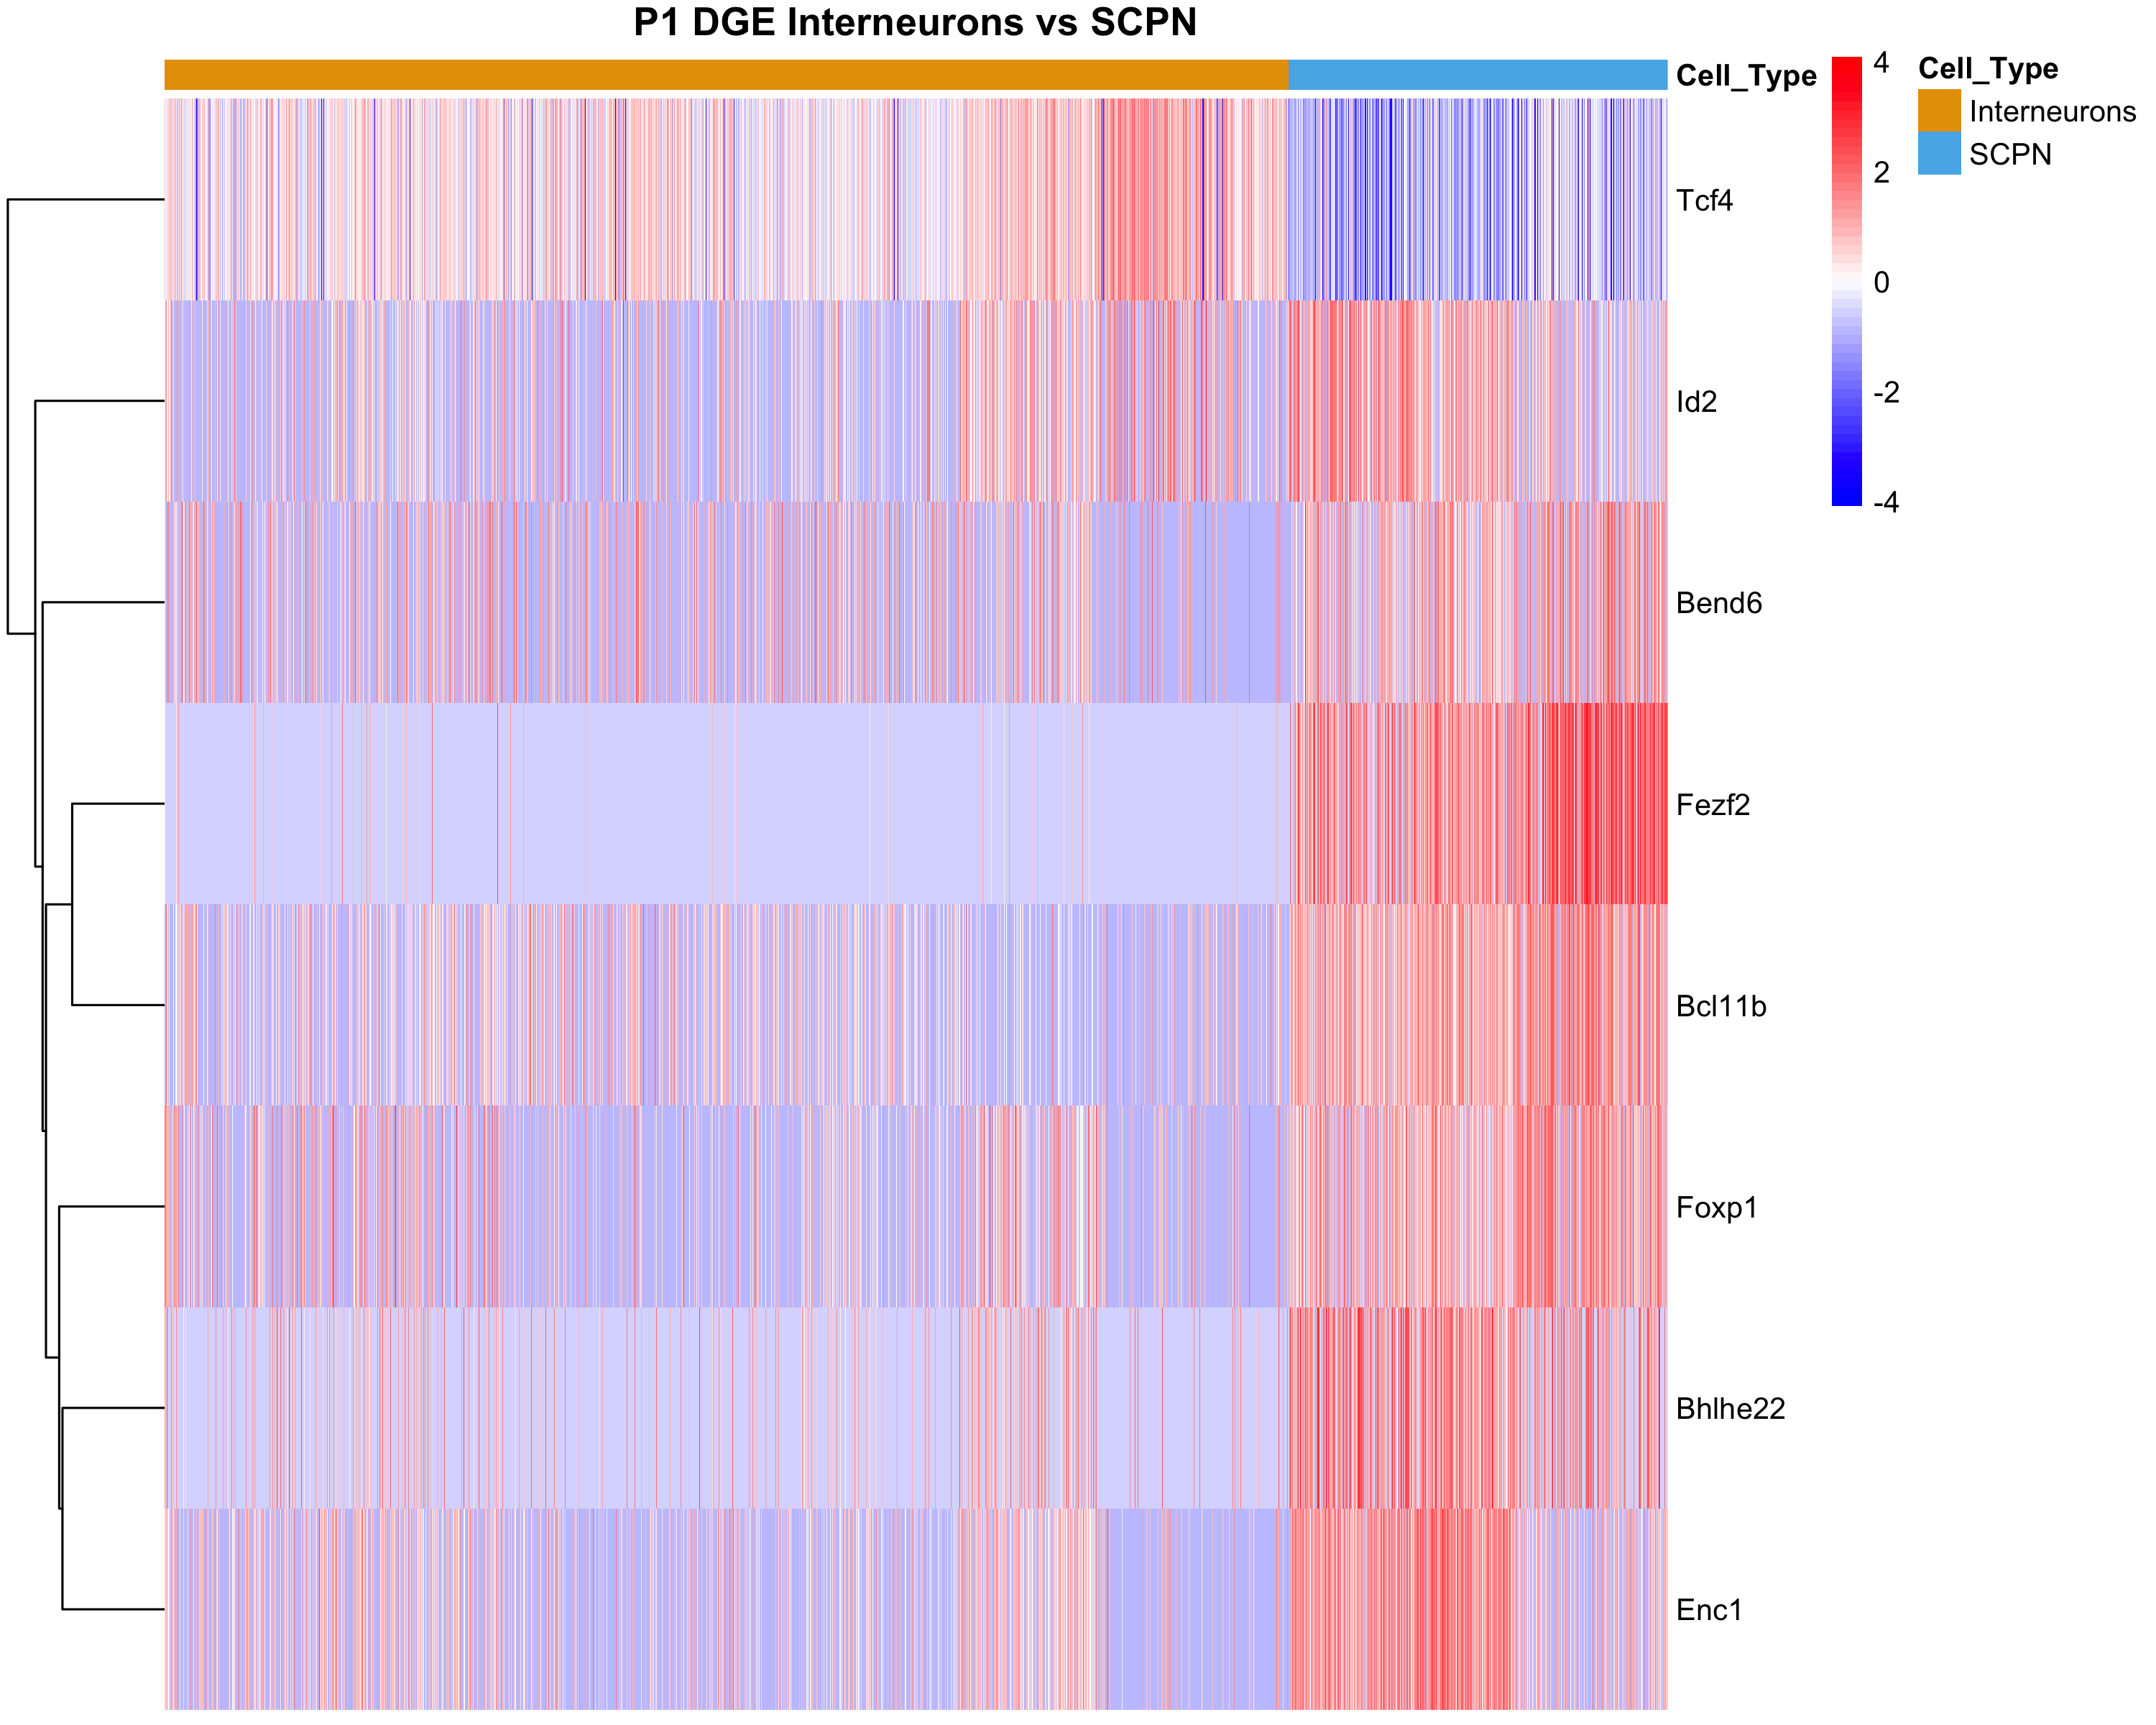 P1 DGE Interneurons vs SCPN
Cell_Type
4
2
0
-2
-4
Cell_Type
Interneurons
SCPN
Tcf4
Id2
Bend6
Fezf2
Bcl11b
Foxp1
Bhlhe22
Enc1